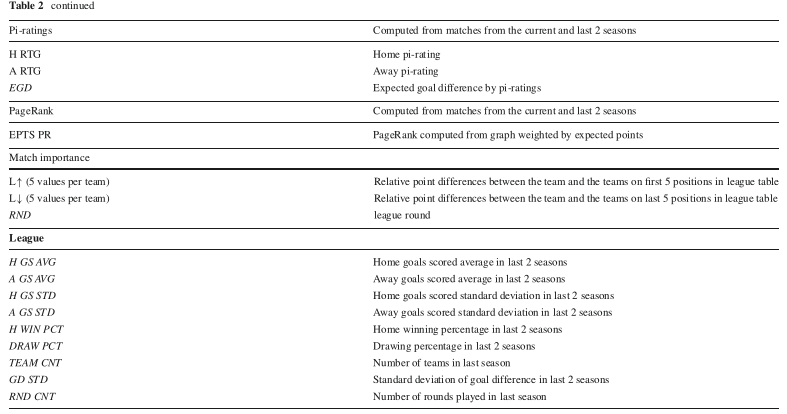 Table 2 continued
Pi-ratings Computed from matches from the current and last 2 seasons
H RTG Home pi-rating
A RTG Away pi-rating
EGD Expected goal difference by pi-ratings
PageRank Computed from matches from the current and last 2 seasons
EPTS PR PageRank computed from graph weighted by expected points
Match importance
L↑ (5 values per team) Relative point differences between the team and the teams on first 5 positions in league table
L↓ (5 values per team) Relative point differences between the team and the teams on last 5 positions in league table
RND league round
League
H GS AVG Home goals scored average in last 2 seasons
A GS AVG Away goals scored average in last 2 seasons
H GS STD Home goals scored standard deviation in last 2 seasons
A GS STD Away goals scored standard deviation in last 2 seasons
H WIN PCT Home winning percentage in last 2 seasons
DRAW PCT Drawing percentage in last 2 seasons
TEAM CNT Number of teams in last season
GD STD Standard deviation of goal difference in last 2 seasons
RND CNT Number of rounds played in last season